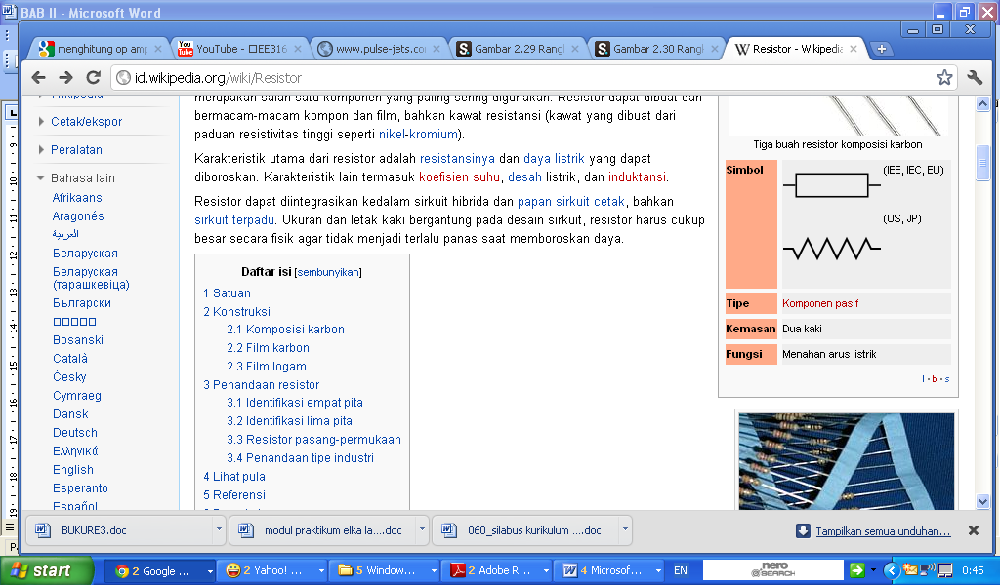 BAB II - Microsoft Word
menghitung op am
YouTube - EE316
www.pulse-jets.co
Gambar 2.29 Rang
Gambar 2.30 Rang
Resistor - Wikipedia
id.wikipedia.org/wiki/Resistor
Cetak/ekspor
Peralatan
Bahasa lain
Afrikaans
Aragonés
العربية
Беларуская
Беларуская
(тарашкевіца)
Български
Bosanski
Català
Česky
Cymraeg
Dansk
Deutsch
Ελληνικά
English
Esperanto
Español
merupakan salah satu komponen yang paling sering digunakan. Resistor dapat dibuat dari
bermacam-macam kompon dan film, bahkan kawat resistansi (kawat yang dibuat dari
paduan resistivitas tinggi seperti nikel-kromium).
Karakteristik utama dari resistor adalah resistansinya dan daya listrik yang dapat
diboroskan. Karakteristik lain termasuk koefisien suhu, desah listrik, dan induktansi.
Resistor dapat diintegrasikan kedalam sirkuit hibrida dan papan sirkuit cetak, bahkan
sirkuit terpadu. Ukuran dan letak kaki bergantung pada desain sirkuit, resistor harus cukup
besar secara fisik agar tidak menjadi terlalu panas saat memboroskan daya.
Daftar isi [sembunyikan]
1 Satuan
2 Konstruksi
2.1 Komposisi karbon
2.2 Film karbon
2.3 Film logam
3 Penandaan resistor
3.1 Identifikasi empat pita
3.2 Identifikasi lima pita
3.3 Resistor pasang-permukaan
3.4 Penandaan tipe industri
4 Lihat pula
5 Referensi
Tiga buah resistor komposisi karbon
Simbol
(IEE, IEC, EU)
(US, JP)
Tipe Komponen pasif
Kemasan Dua kaki
Fungsi Menahan arus listrik
l · b · s
BUKURE3.doc
modul praktikum elka la....doc
060_silabus kurikulum ....doc
Tampilkan semua unduhan...
start
2 Google ...
2 Yahoo! ...
5 Window...
2 Adobe R...
4 Microsof...
EN
nero
SEARCH
0:45